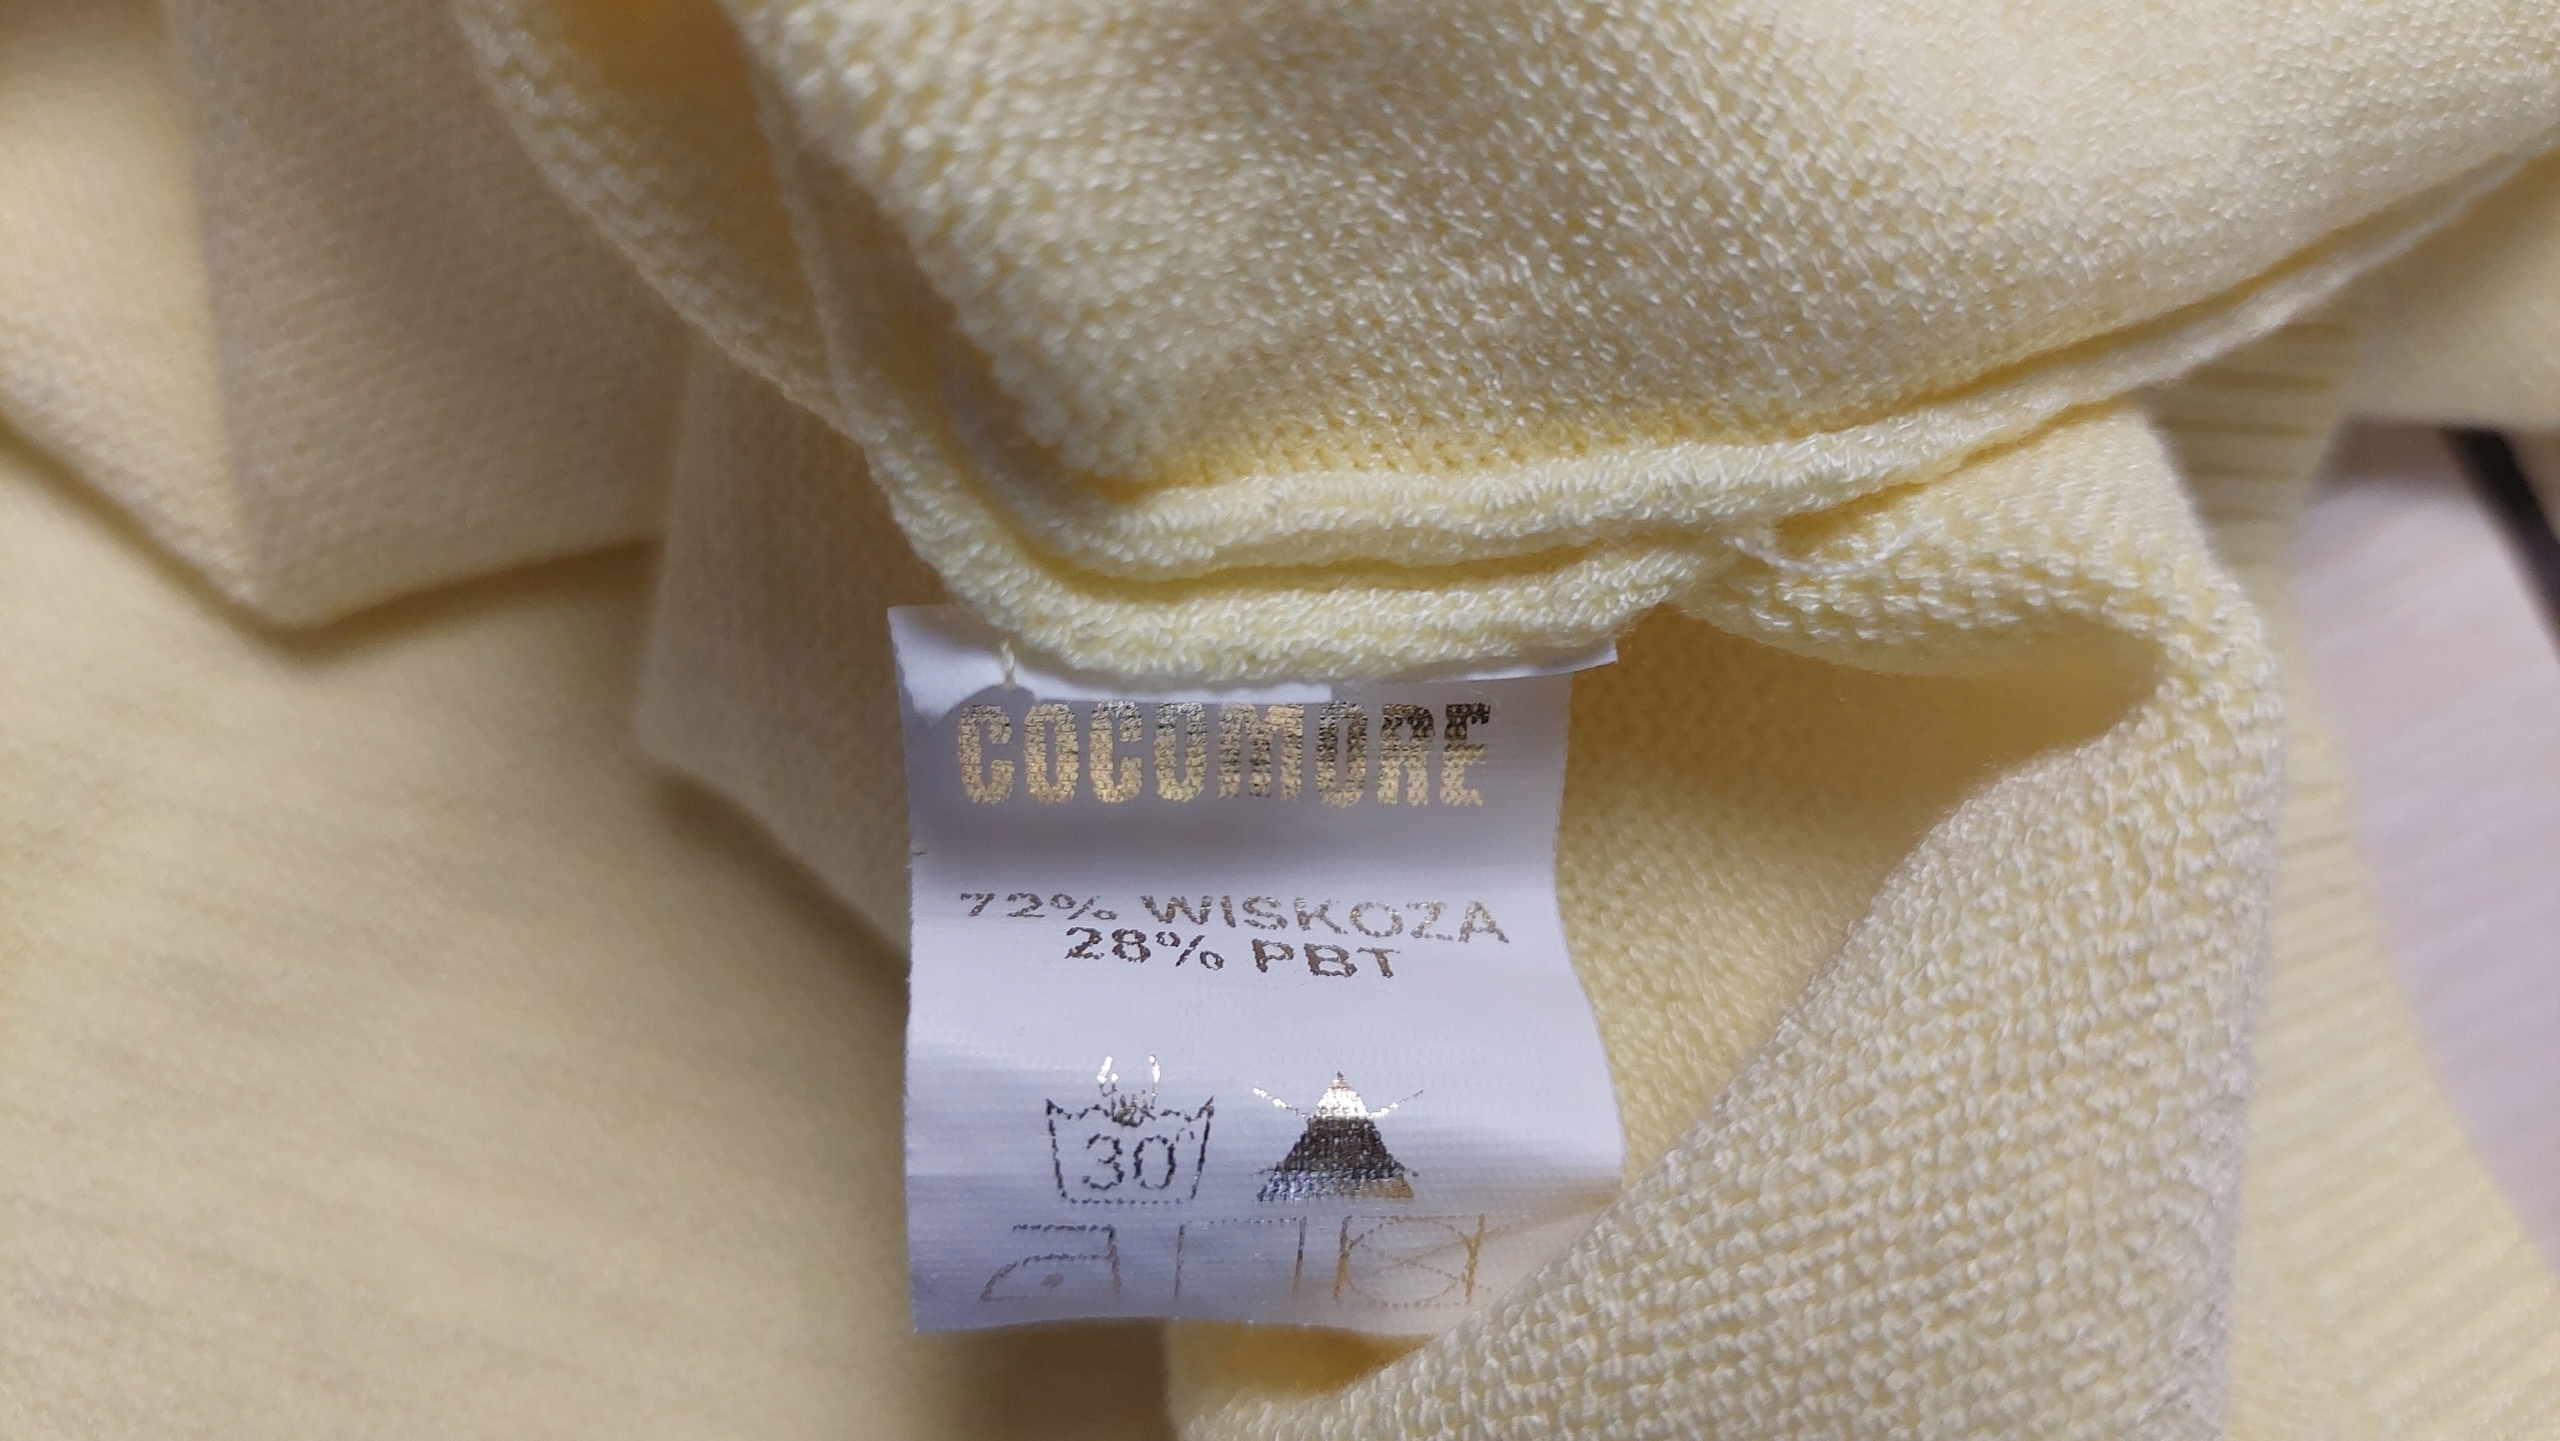 COCOMORE
72% WISKOZA
28% PBT
30°